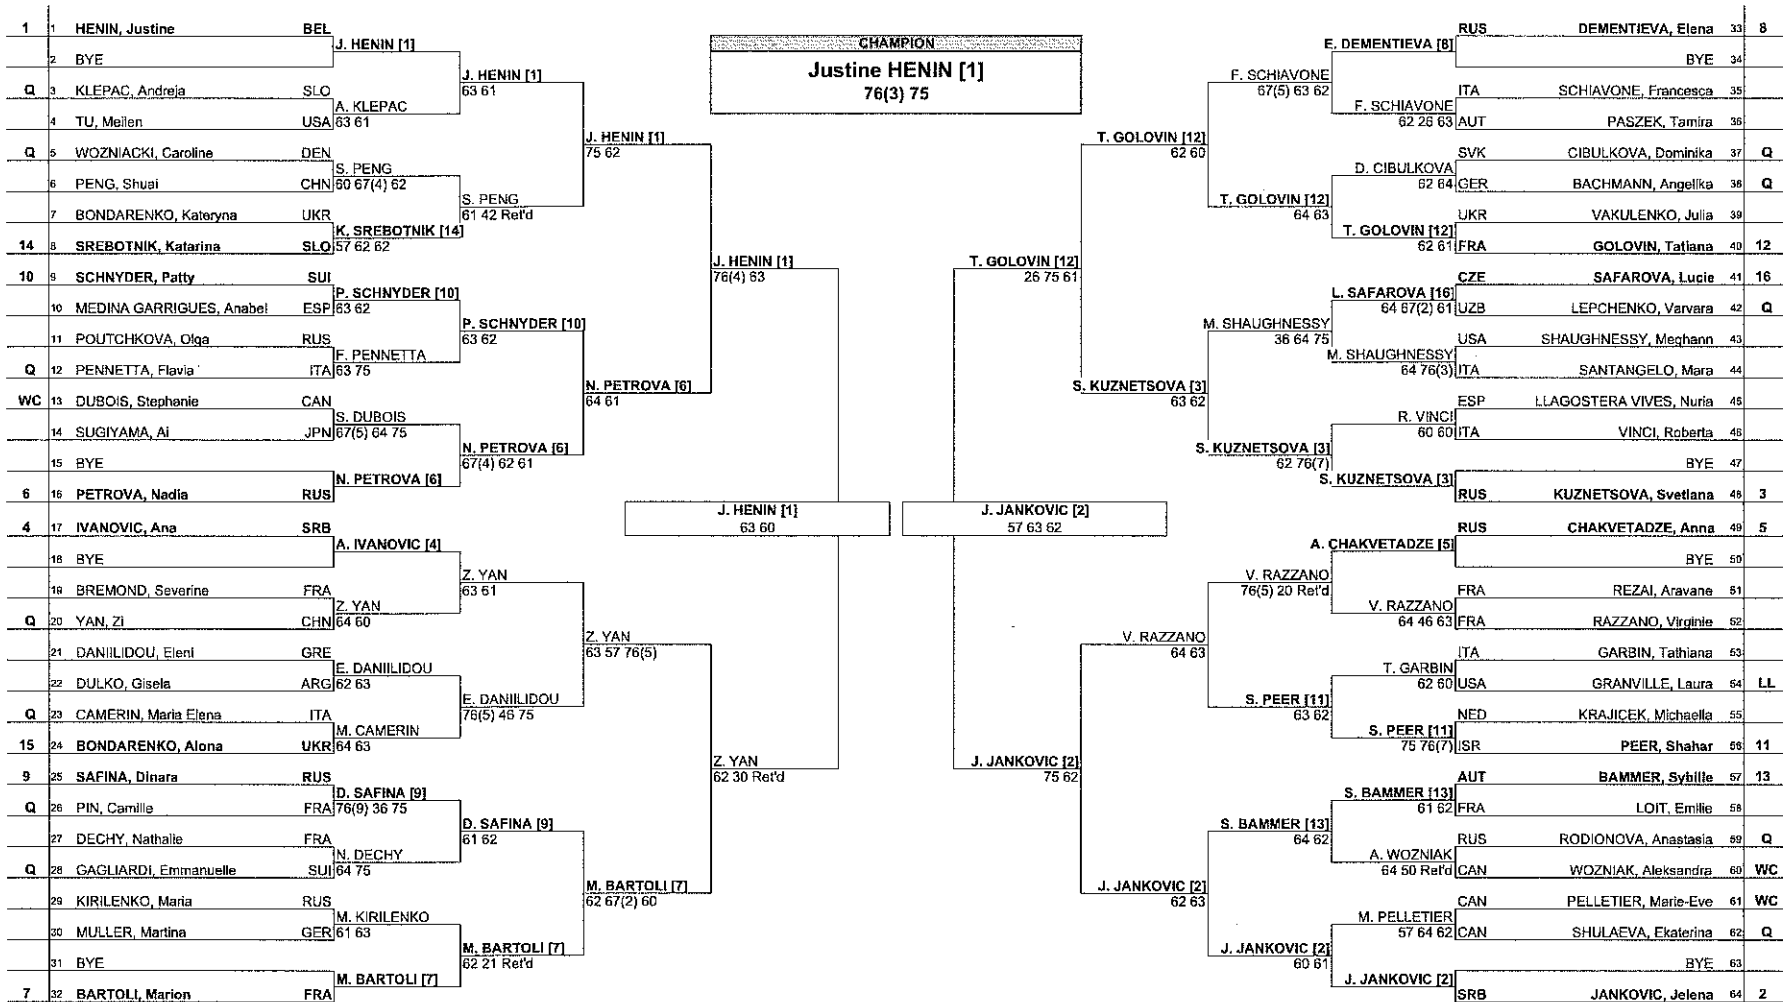 CHAMPION
Justine HENIN [1]
76(3) 75
1 1 HENIN, Justine BEL
J. HENIN [1]
2 BYE
J. HENIN [1]
63 61
Q 3 KLEPAC, Andreja SLO
A. KLEPAC
4 TU, Meilen USA 63 61
J. HENIN [1]
75 62
Q 5 WOZNIACKI, Caroline DEN
S. PENG
6 PENG, Shuai CHN 60 67(4) 62
S. PENG
61 42 Ret'd
7 BONDARENKO, Kateryna UKR
K. SREBOTNIK [14]
14 8 SREBOTNIK, Katarina SLO 57 62 62
J. HENIN [1]
76(4) 63
10 9 SCHNYDER, Patty SUI
P. SCHNYDER [10]
10 MEDINA GARRIGUES, Anabel ESP 63 62
P. SCHNYDER [10]
63 62
11 POUTCHKOVA, Olga RUS
F. PENNETTA
Q 12 PENNETTA, Flavia ITA 63 75
N. PETROVA [6]
64 61
WC 13 DUBOIS, Stephanie CAN
S. DUBOIS
14 SUGIYAMA, Ai JPN 67(5) 64 75
N. PETROVA [6]
67(4) 62 61
15 BYE
N. PETROVA [6]
6 16 PETROVA, Nadia RUS
J. HENIN [1]
63 60
4 17 IVANOVIC, Ana SRB
A. IVANOVIC [4]
18 BYE
Z. YAN
63 61
19 BREMOND, Severine FRA
Z. YAN
Q 20 YAN, Zi CHN 64 60
Z. YAN
63 57 76(5)
21 DANIILIDOU, Eleni GRE
E. DANIILIDOU
22 DULKO, Gisela ARG 62 63
E. DANIILIDOU
76(5) 46 75
Q 23 CAMERIN, Maria Elena ITA
M. CAMERIN
15 24 BONDARENKO, Alona UKR 64 63
Z. YAN
62 30 Ret'd
9 25 SAFINA, Dinara RUS
D. SAFINA [9]
Q 26 PIN, Camille FRA 76(9) 36 75
D. SAFINA [9]
61 62
27 DECHY, Nathalie FRA
N. DECHY
Q 28 GAGLIARDI, Emmanuelle SUI 64 75
M. BARTOLI [7]
62 67(2) 60
29 KIRILENKO, Maria RUS
M. KIRILENKO
30 MULLER, Martina GER 61 63
M. BARTOLI [7]
62 21 Ret'd
31 BYE
M. BARTOLI [7]
7 32 BARTOLI, Marion FRA
RUS DEMENTIEVA, Elena 33 8
E. DEMENTIEVA [8]
BYE 34
F. SCHIAVONE
67(5) 63 62
ITA SCHIAVONE, Francesca 35
F. SCHIAVONE
62 26 63 AUT PASZEK, Tamira 36
T. GOLOVIN [12]
62 60
SVK CIBULKOVA, Dominika 37 Q
D. CIBULKOVA
62 64 GER BACHMANN, Angelika 38 Q
T. GOLOVIN [12]
64 63
UKR VAKULENKO, Julia 39
T. GOLOVIN [12]
62 61 FRA GOLOVIN, Tatiana 40 12
T. GOLOVIN [12]
26 75 61
CZE SAFAROVA, Lucie 41 16
L. SAFAROVA [16]
64 67(2) 61 UZB LEPCHENKO, Varvara 42 Q
M. SHAUGHNESSY
36 64 75
USA SHAUGHNESSY, Meghann 43
M. SHAUGHNESSY
64 76(3) ITA SANTANGELO, Mara 44
S. KUZNETSOVA [3]
63 62
ESP LLAGOSTERA VIVES, Nuria 45
R. VINCI
60 60 ITA VINCI, Roberta 46
S. KUZNETSOVA [3]
62 76(7)
BYE 47
S. KUZNETSOVA [3]
RUS KUZNETSOVA, Svetlana 48 3
J. JANKOVIC [2]
57 63 62
RUS CHAKVETADZE, Anna 49 5
A. CHAKVETADZE [5]
BYE 50
V. RAZZANO
76(5) 20 Ret'd
FRA REZAI, Aravane 51
V. RAZZANO
64 46 63 FRA RAZZANO, Virginie 52
V. RAZZANO
64 63
ITA GARBIN, Tathiana 53
T. GARBIN
62 60 USA GRANVILLE, Laura 54 LL
S. PEER [11]
63 62
NED KRAJICEK, Michaella 55
S. PEER [11]
75 76(7) ISR PEER, Shahar 56 11
J. JANKOVIC [2]
75 62
AUT BAMMER, Sybille 57 13
S. BAMMER [13]
61 62 FRA LOIT, Emilie 58
S. BAMMER [13]
64 62
RUS RODIONOVA, Anastasia 59 Q
A. WOZNIAK
64 50 Ret'd CAN WOZNIAK, Aleksandra 60 WC
J. JANKOVIC [2]
62 63
CAN PELLETIER, Marie-Eve 61 WC
M. PELLETIER
57 64 62 CAN SHULAEVA, Ekaterina 62 Q
J. JANKOVIC [2]
60 61
BYE 63
J. JANKOVIC [2]
SRB JANKOVIC, Jelena 64 2